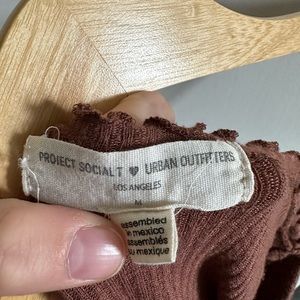 PROJECT SOCIAL T ♥ URBAN OUTFITTERS
LOS ANGELES
M
assembled
in mexico
assemblés
au mexique